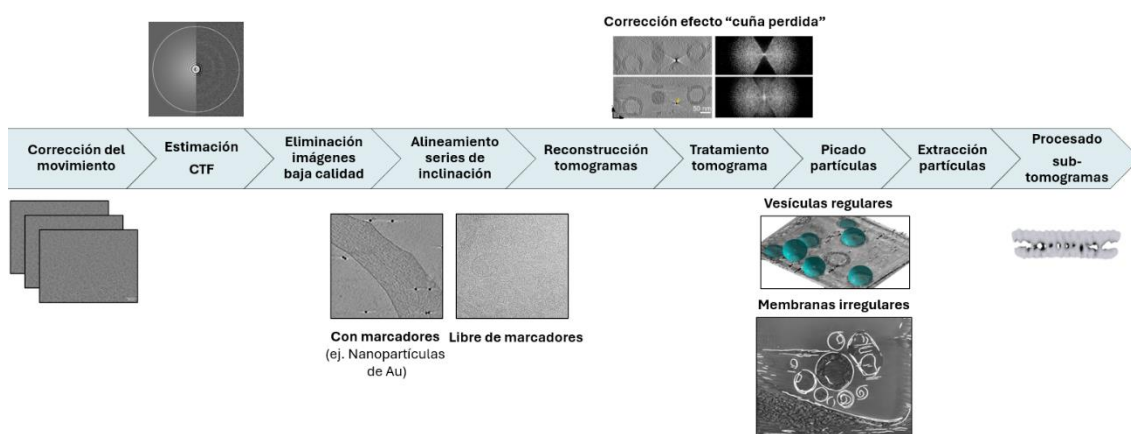 Corrección efecto “cuña perdida”
50 nm
Corrección del
movimiento
Estimación
CTF
Eliminación
imágenes
baja calidad
Alineamiento
series de
inclinación
Reconstrucción
tomogramas
Tratamiento
tomograma
Picado
partículas
Extracción
partículas
Procesado
sub-
tomogramas
Con marcadores
(ej. Nanopartículas
de Au)
Libre de marcadores
Vesículas regulares
Membranas irregulares